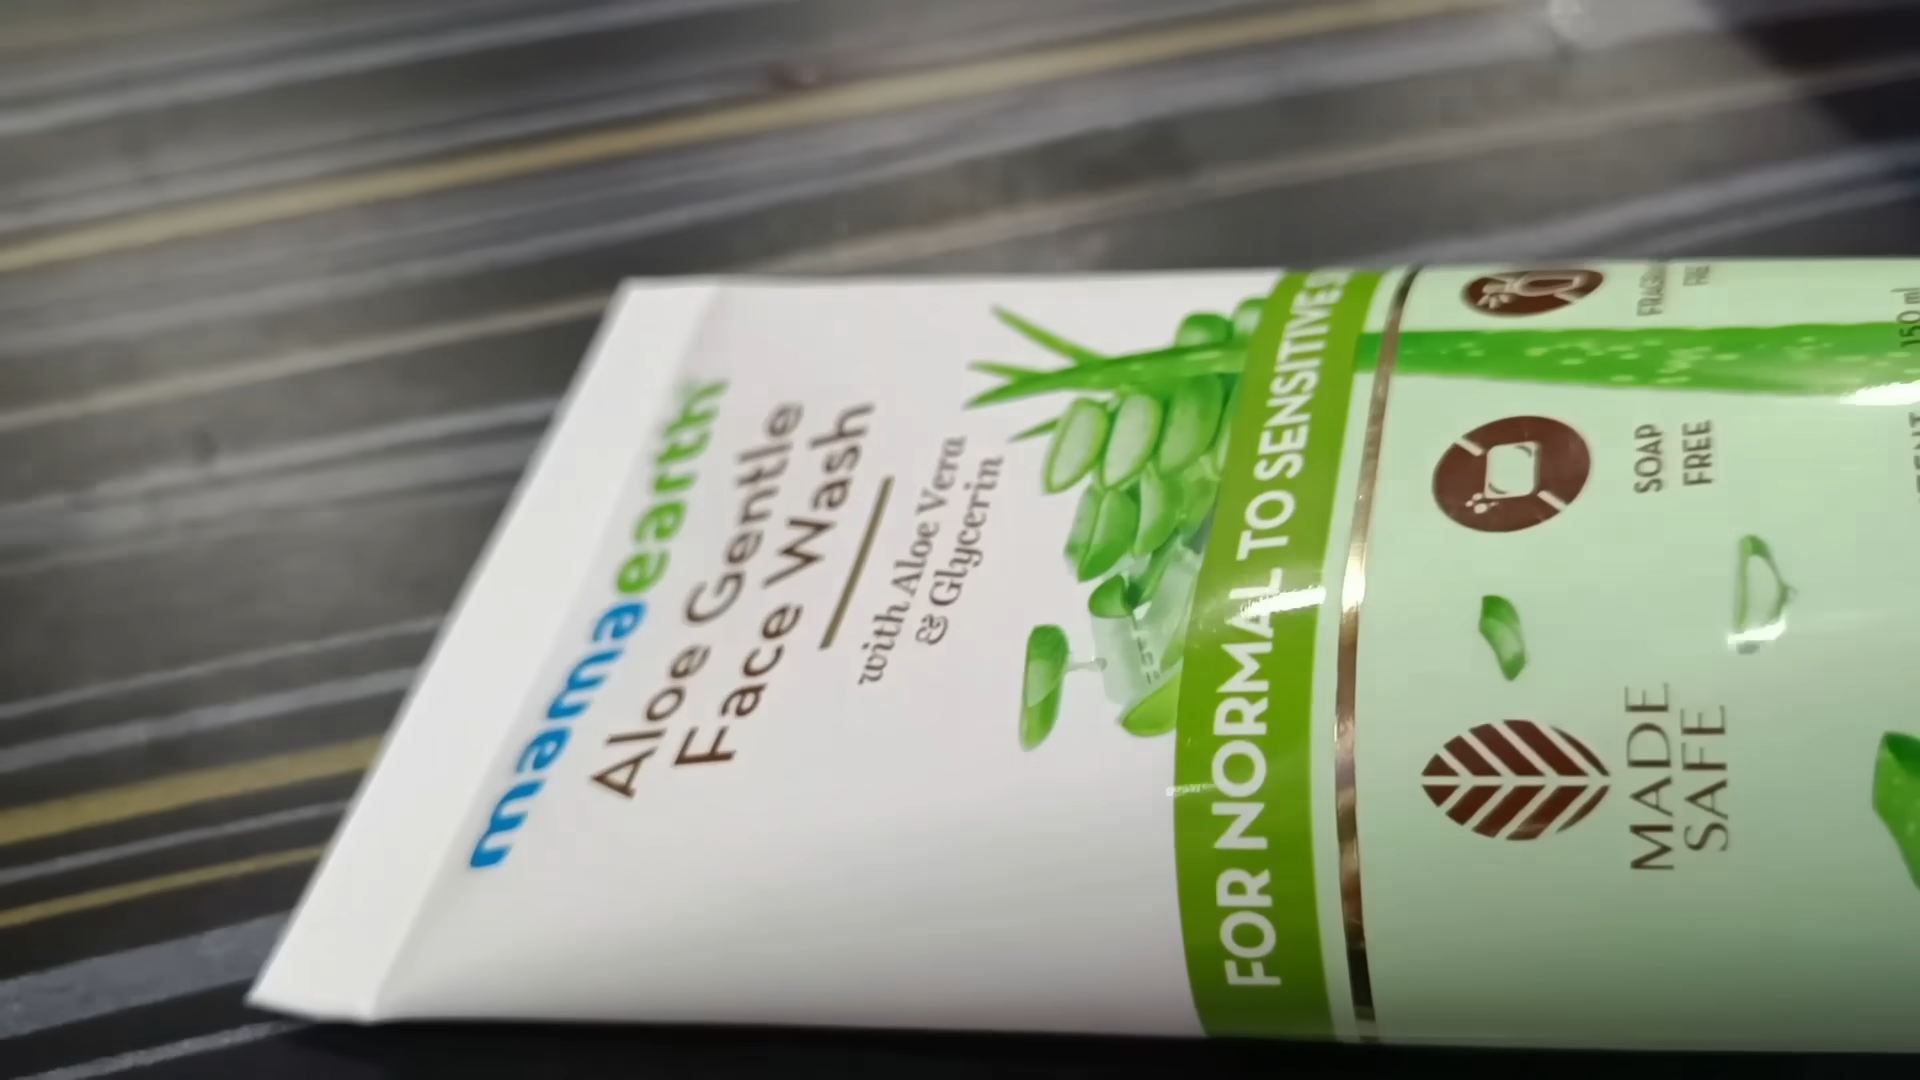 mamaearth
Aloe Gentle
Face Wash
with Aloe Vera
& Glycerin
FOR NORMAL TO SENSITIVE
MADE
SAFE
SOAP
FREE
150 ml